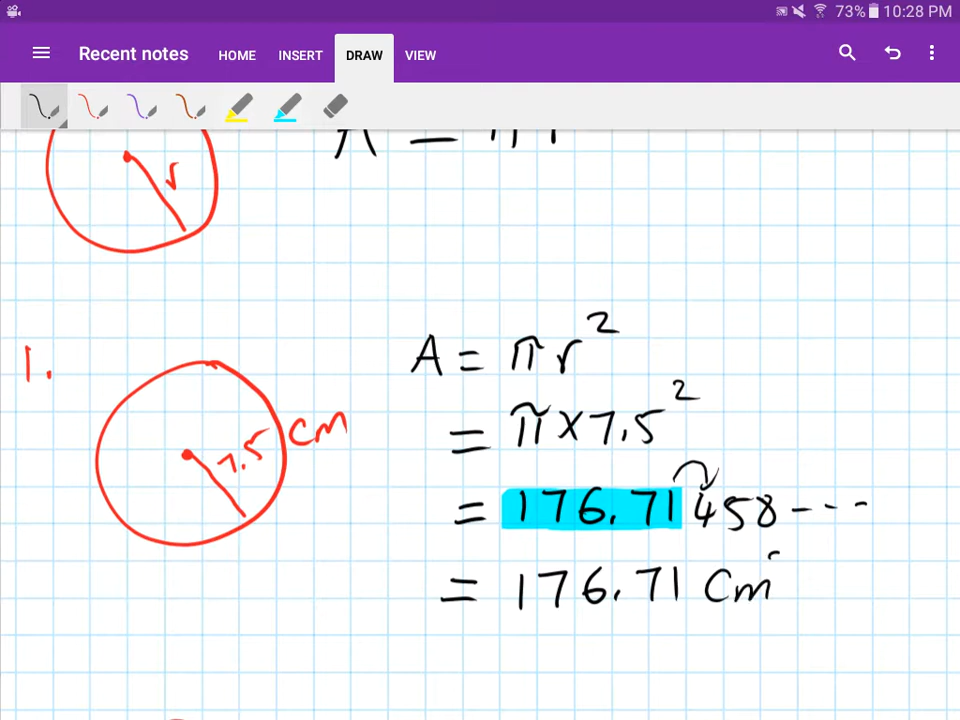 73% 10:28 PM
Recent notes HOME INSERT DRAW VIEW
r
A = πr
1.
7.5 cm
A = πr²
= π×7.5²
= 176.71458---
= 176.71 cm